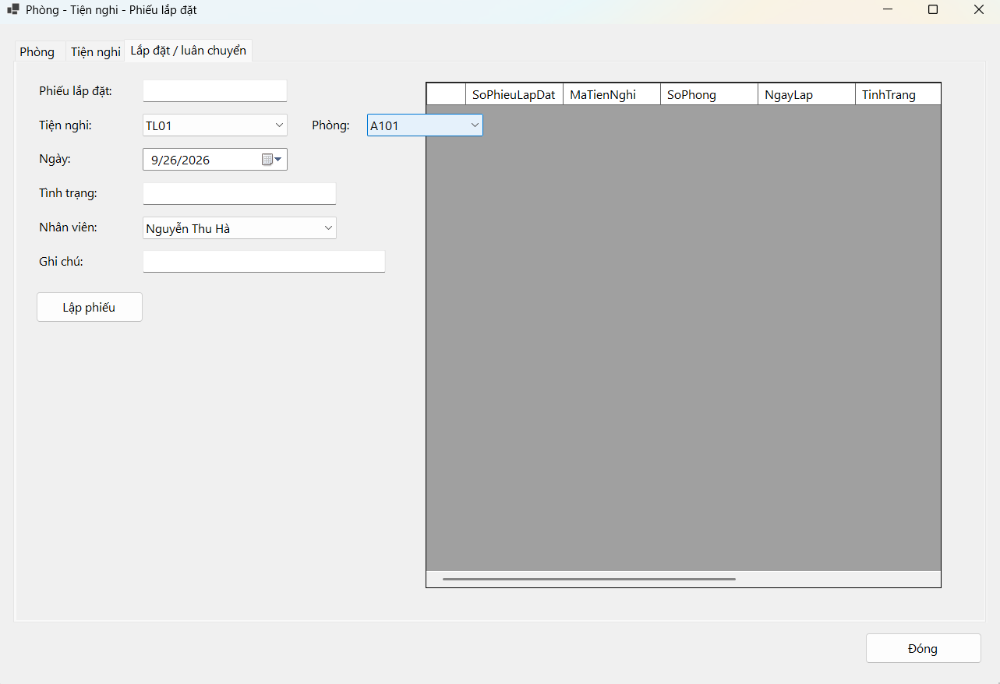 Phòng - Tiện nghi - Phiếu lắp đặt
Phòng Tiện nghi Lắp đặt / luân chuyển
Phiếu lắp đặt:
SoPhieuLapDat MaTienNghi SoPhong NgayLap TinhTrang
Tiện nghi: TL01 Phòng: A101
Ngày: 9/26/2026
Tình trạng:
Nhân viên: Nguyễn Thu Hà
Ghi chú:
Lập phiếu
Đóng